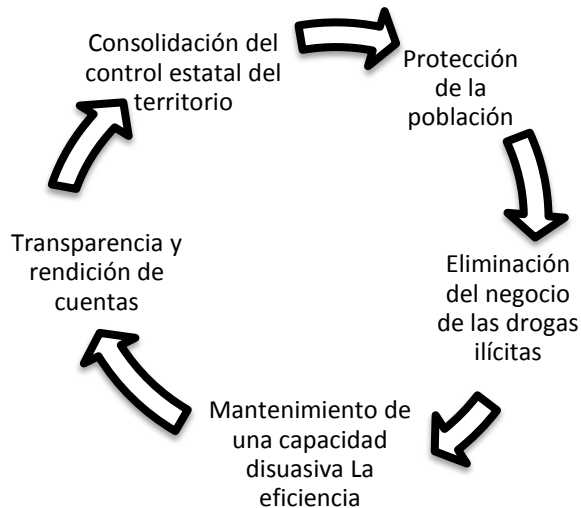 Consolidación del
control estatal del
territorio
Protección
de la
población
Eliminación
del negocio
de las drogas
ilícitas
Mantenimiento de
una capacidad
disuasiva La
eficiencia
Transparencia y
rendición de
cuentas